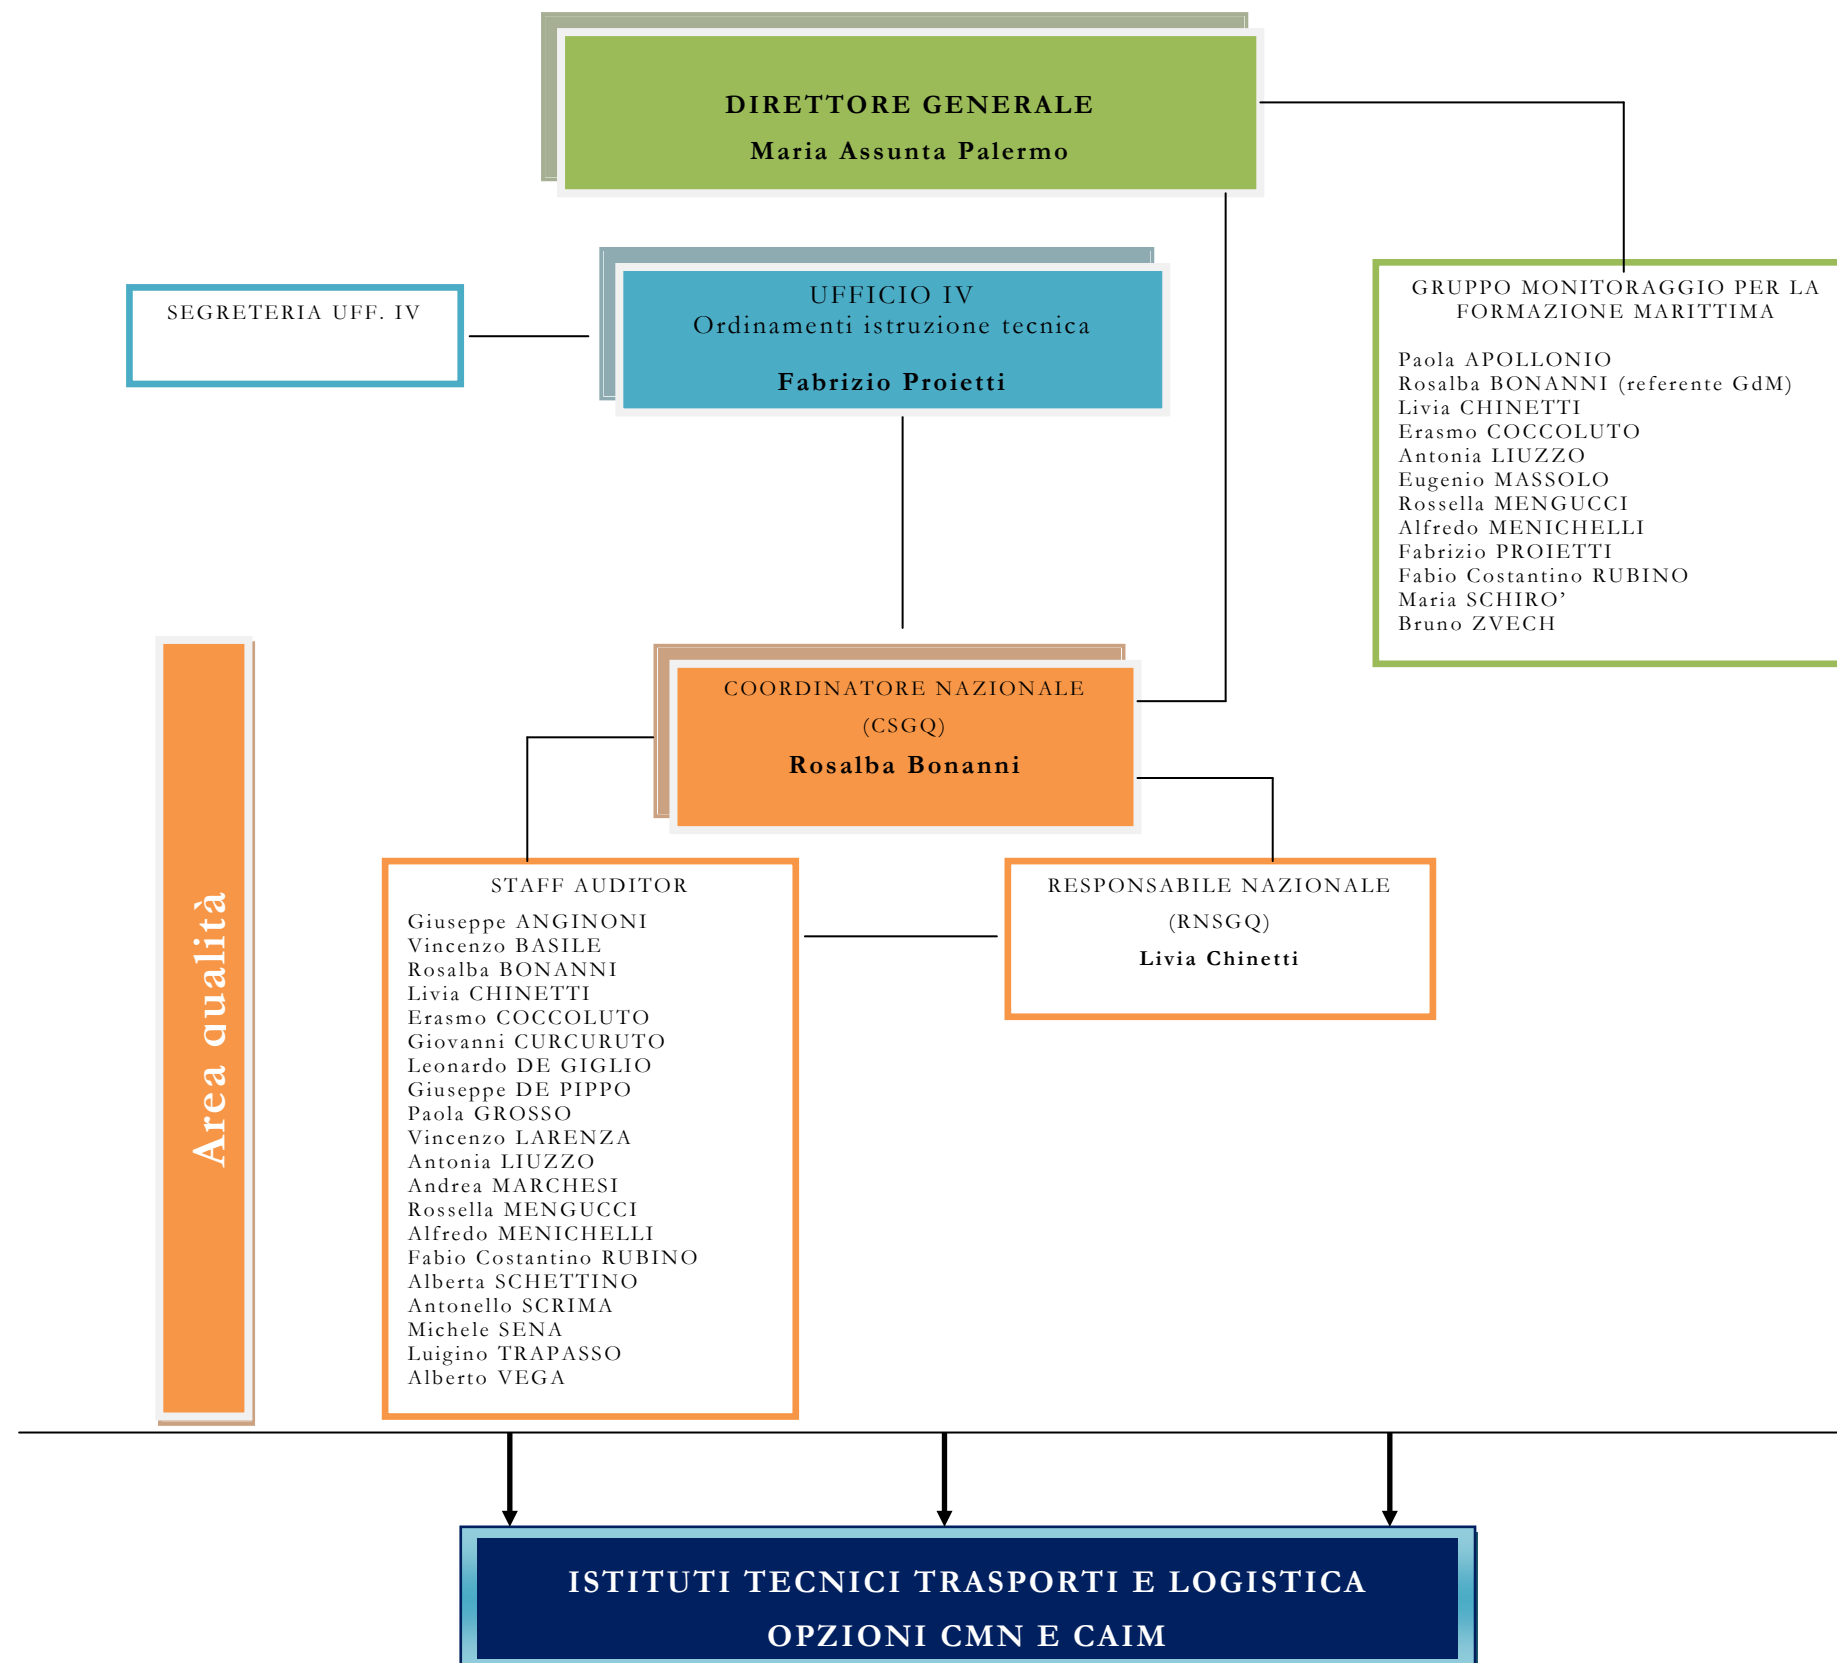 DIRETTORE GENERALE
Maria Assunta Palermo
SEGRETERIA UFF. IV
UFFICIO IV
Ordinamenti istruzione tecnica
Fabrizio Proietti
GRUPPO MONITORAGGIO PER LA
FORMAZIONE MARITTIMA
Paola APOLLONIO
Rosalba BONANNI (referente GdM)
Livia CHINETTI
Erasmo COCCOLUTO
Antonia LIUZZO
Eugenio MASSOLO
Rossella MENGUCCI
Alfredo MENICHELLI
Fabrizio PROIETTI
Fabio Costantino RUBINO
Maria SCHIRO’
Bruno ZVECH
Area qualità
COORDINATORE NAZIONALE
(CSGQ)
Rosalba Bonanni
STAFF AUDITOR
Giuseppe ANGINONI
Vincenzo BASILE
Rosalba BONANNI
Livia CHINETTI
Erasmo COCCOLUTO
Giovanni CURCURUTO
Leonardo DE GIGLIO
Giuseppe DE PIPPO
Paola GROSSO
Vincenzo LARENZA
Antonia LIUZZO
Andrea MARCHESI
Rossella MENGUCCI
Alfredo MENICHELLI
Fabio Costantino RUBINO
Alberta SCHETTINO
Antonello SCRIMA
Michele SENA
Luigino TRAPASSO
Alberto VEGA
RESPONSABILE NAZIONALE
(RNSGQ)
Livia Chinetti
ISTITUTI TECNICI TRASPORTI E LOGISTICA
OPZIONI CMN E CAIM